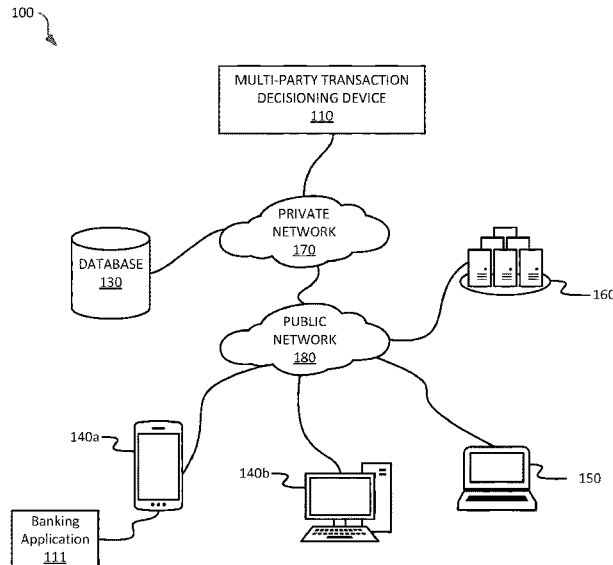 100
MULTI-PARTY TRANSACTION
DECISIONING DEVICE
110
PRIVATE
NETWORK
170
DATABASE
130
160
PUBLIC
NETWORK
180
140a
140b
150
Banking
Application
111